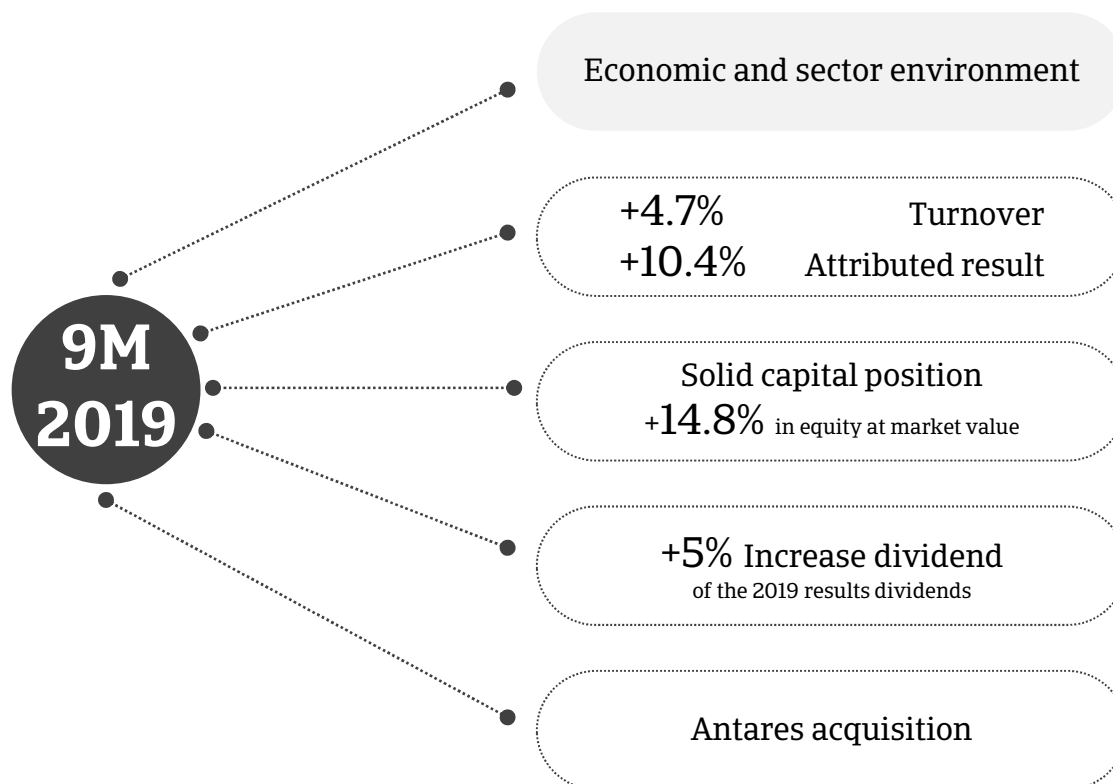 Economic and sector environment
+4.7% Turnover
+10.4% Attributed result
9M
2019
Solid capital position
+14.8% in equity at market value
+5% Increase dividend
of the 2019 results dividends
Antares acquisition